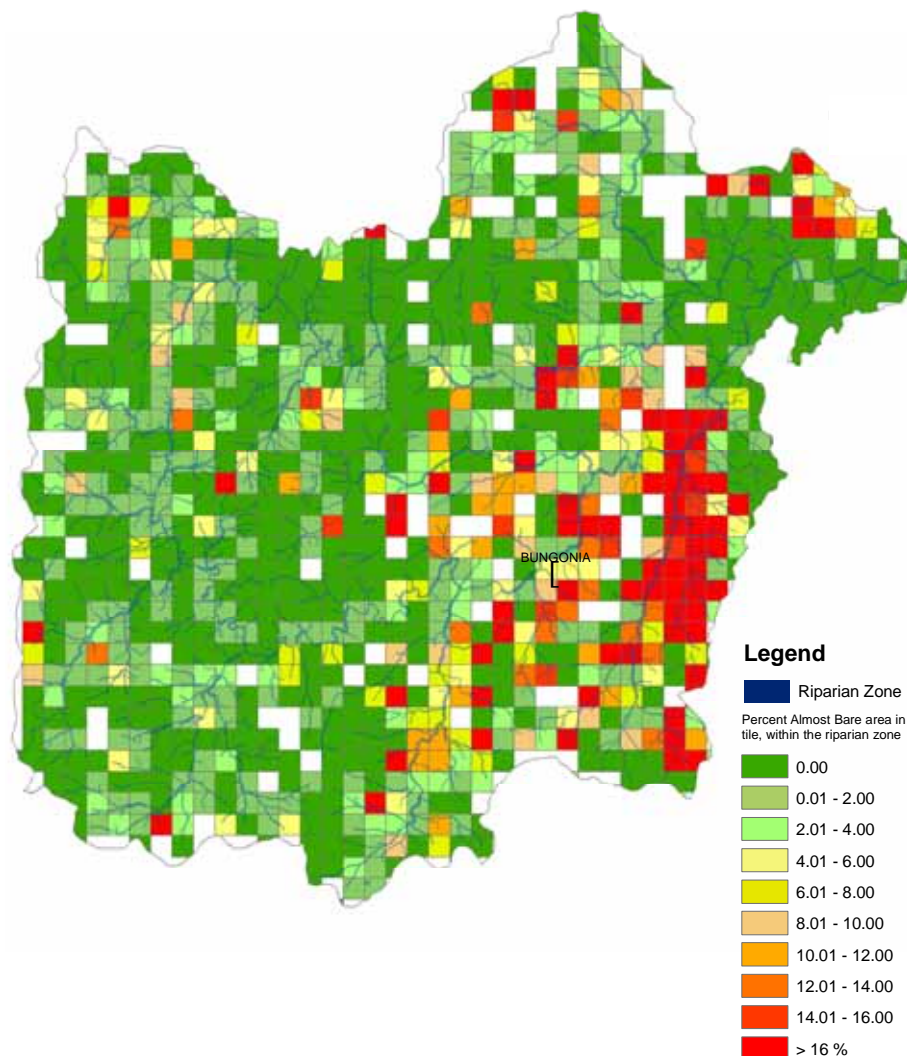 BUNGONIA
Legend
Riparian Zone
Percent Almost Bare area in
tile, within the riparian zone
0.00
0.01 - 2.00
2.01 - 4.00
4.01 - 6.00
6.01 - 8.00
8.01 - 10.00
10.01 - 12.00
12.01 - 14.00
14.01 - 16.00
> 16 %